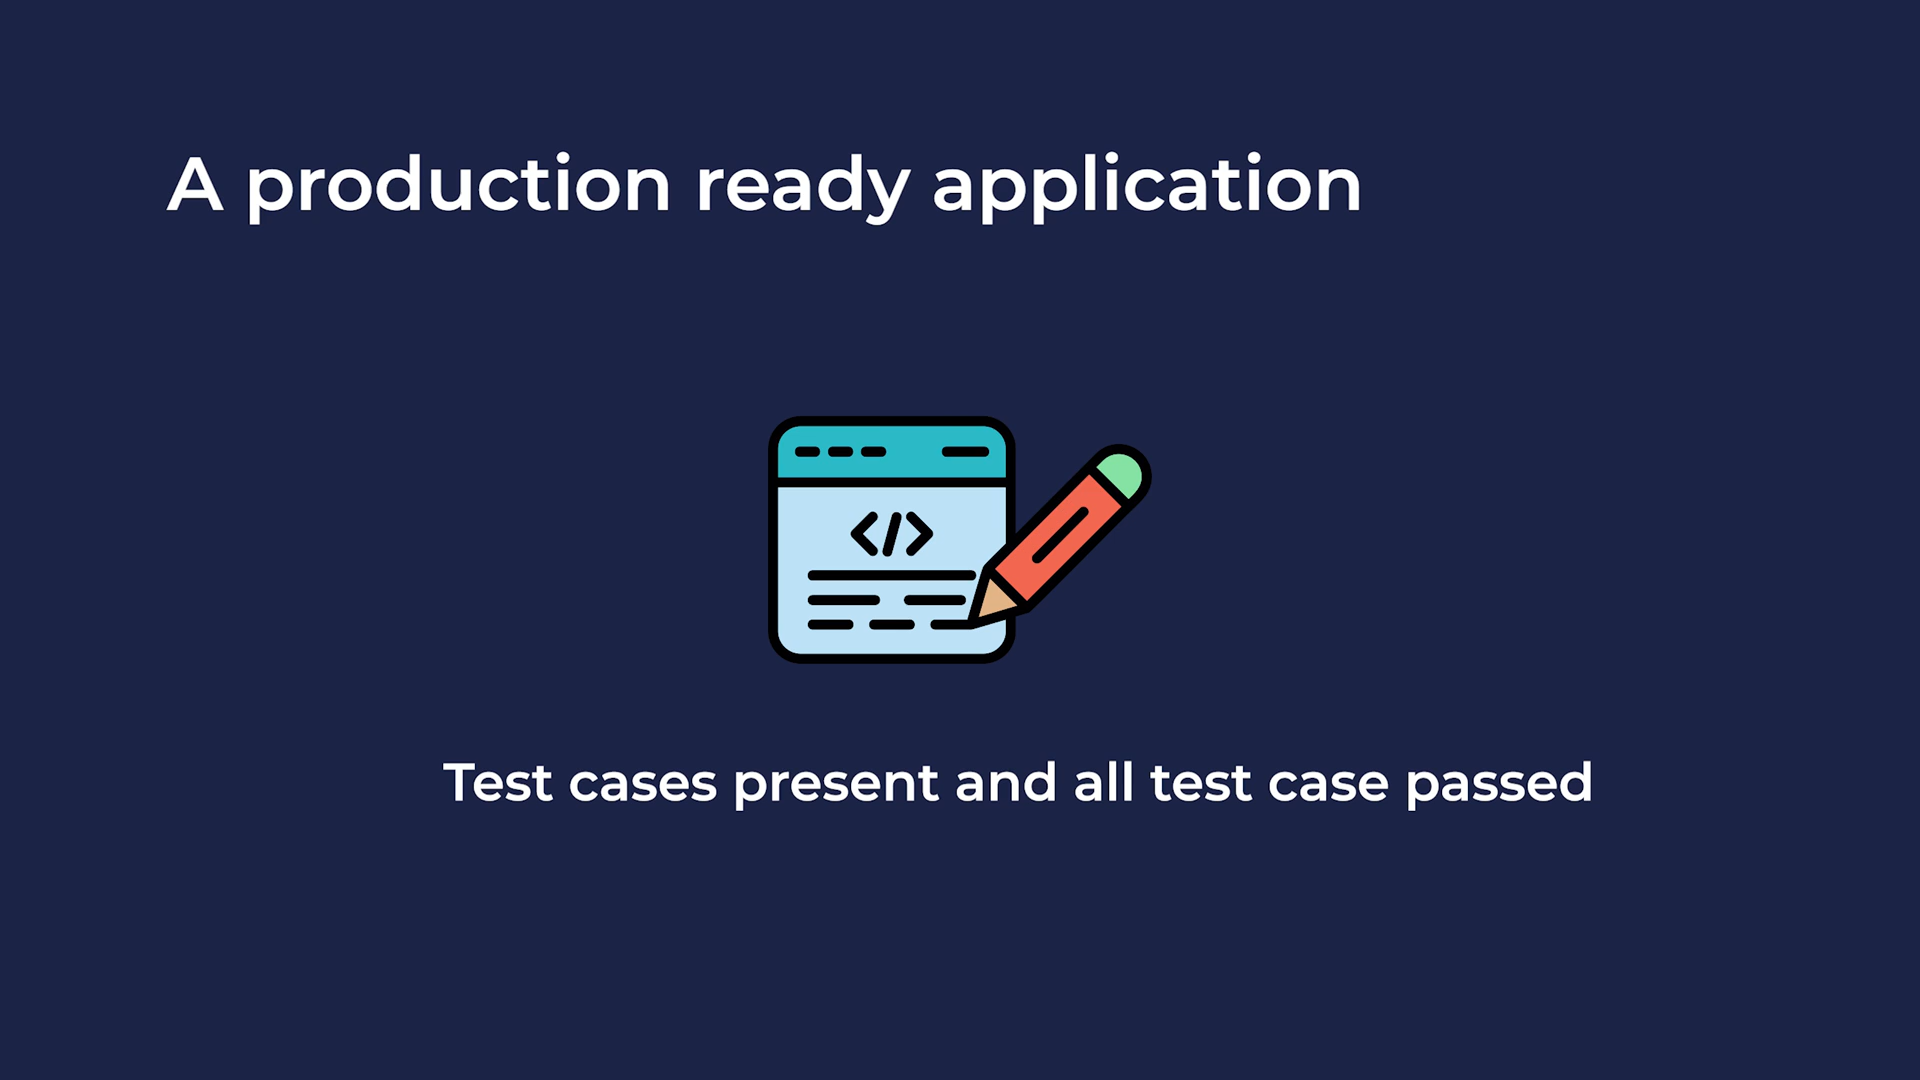 A production ready application
</>
Test cases present and all test case passed